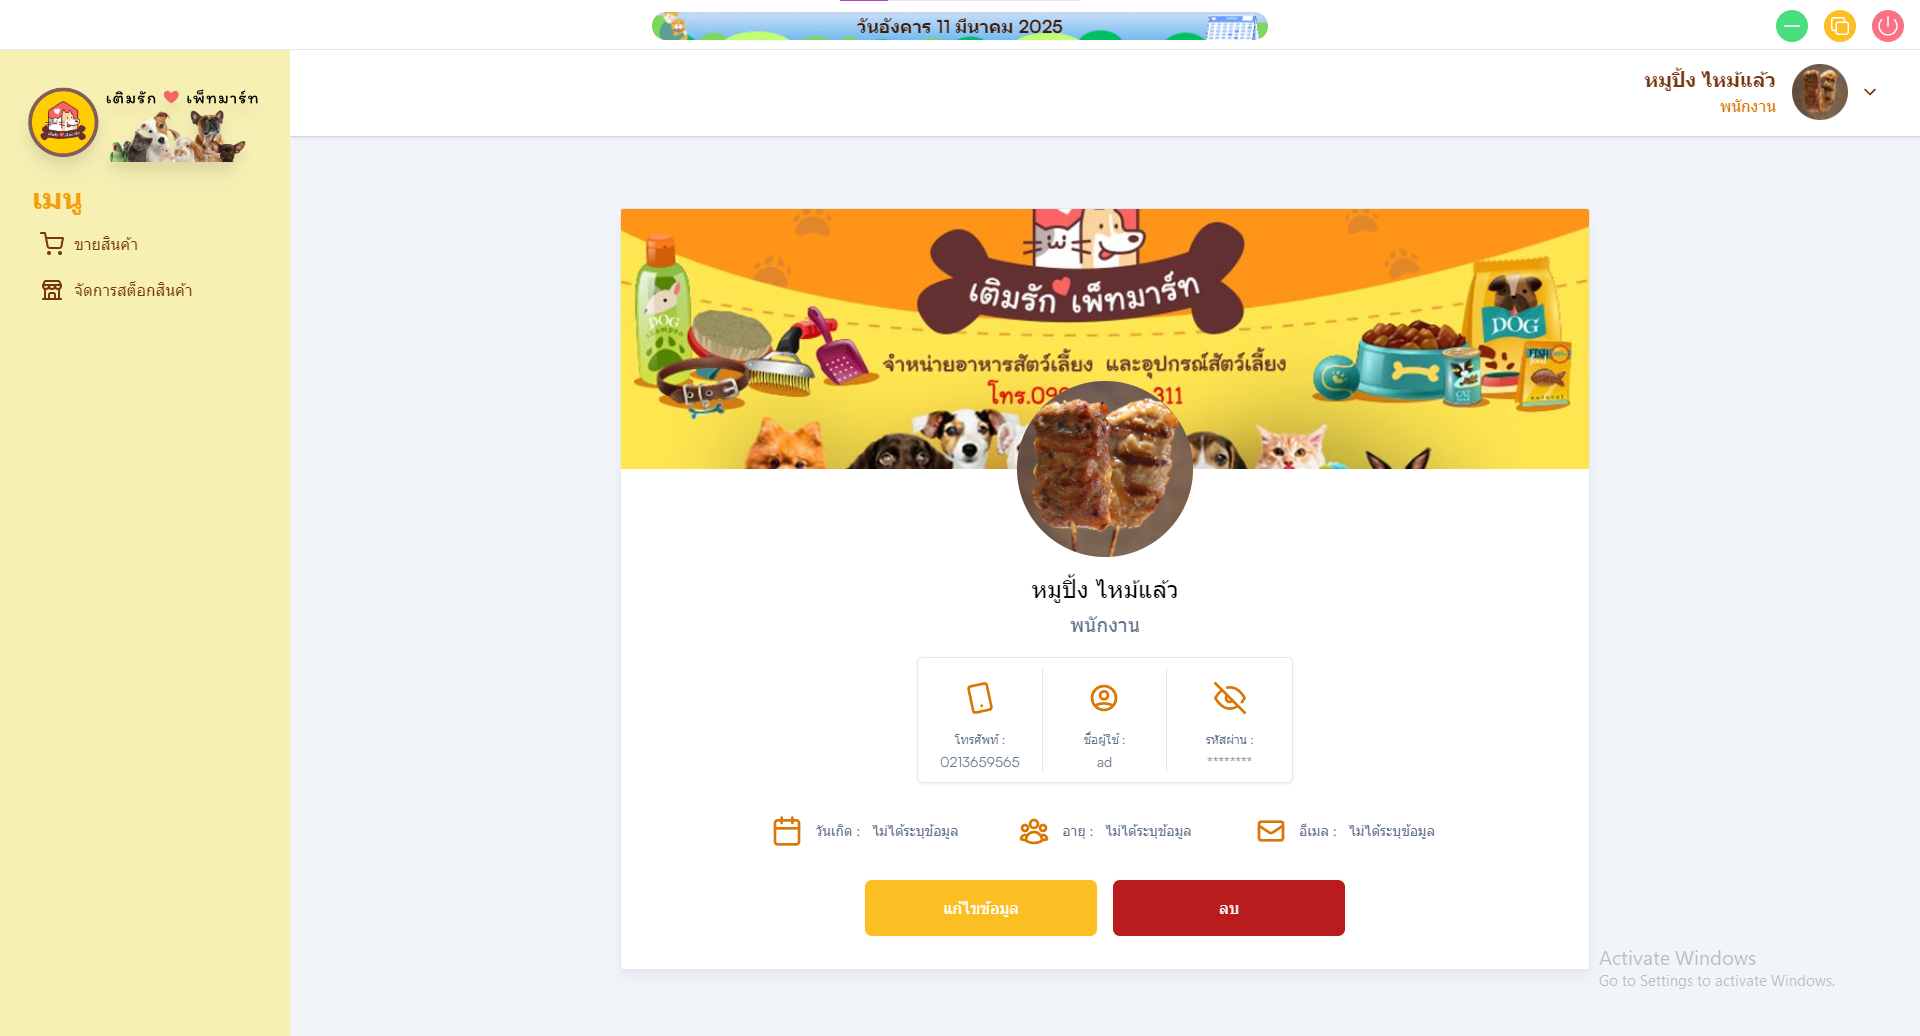 วันอังคาร 11 มีนาคม 2025
เติมรัก เพ็ทมาร์ท
หมูปิ้ง ไหม้แล้ว
พนักงาน
เมนู
ขายสินค้า
จัดการสต็อกสินค้า
เติมรัก เพ็ทมาร์ท
DOG
shampoo
DOG
FISH
CAT
food
natural
จำหน่ายอาหารสัตว์เลี้ยง และอุปกรณ์สัตว์เลี้ยง
โทร.09 311
หมูปิ้ง ไหม้แล้ว
พนักงาน
โทรศัพท์ : ชื่อผู้ใช้ : รหัสผ่าน :
0213659565 ad ********
วันเกิด : ไม่ได้ระบุข้อมูล อายุ : ไม่ได้ระบุข้อมูล อีเมล : ไม่ได้ระบุข้อมูล
แก้ไขข้อมูล ลบ
Activate Windows
Go to Settings to activate Windows.